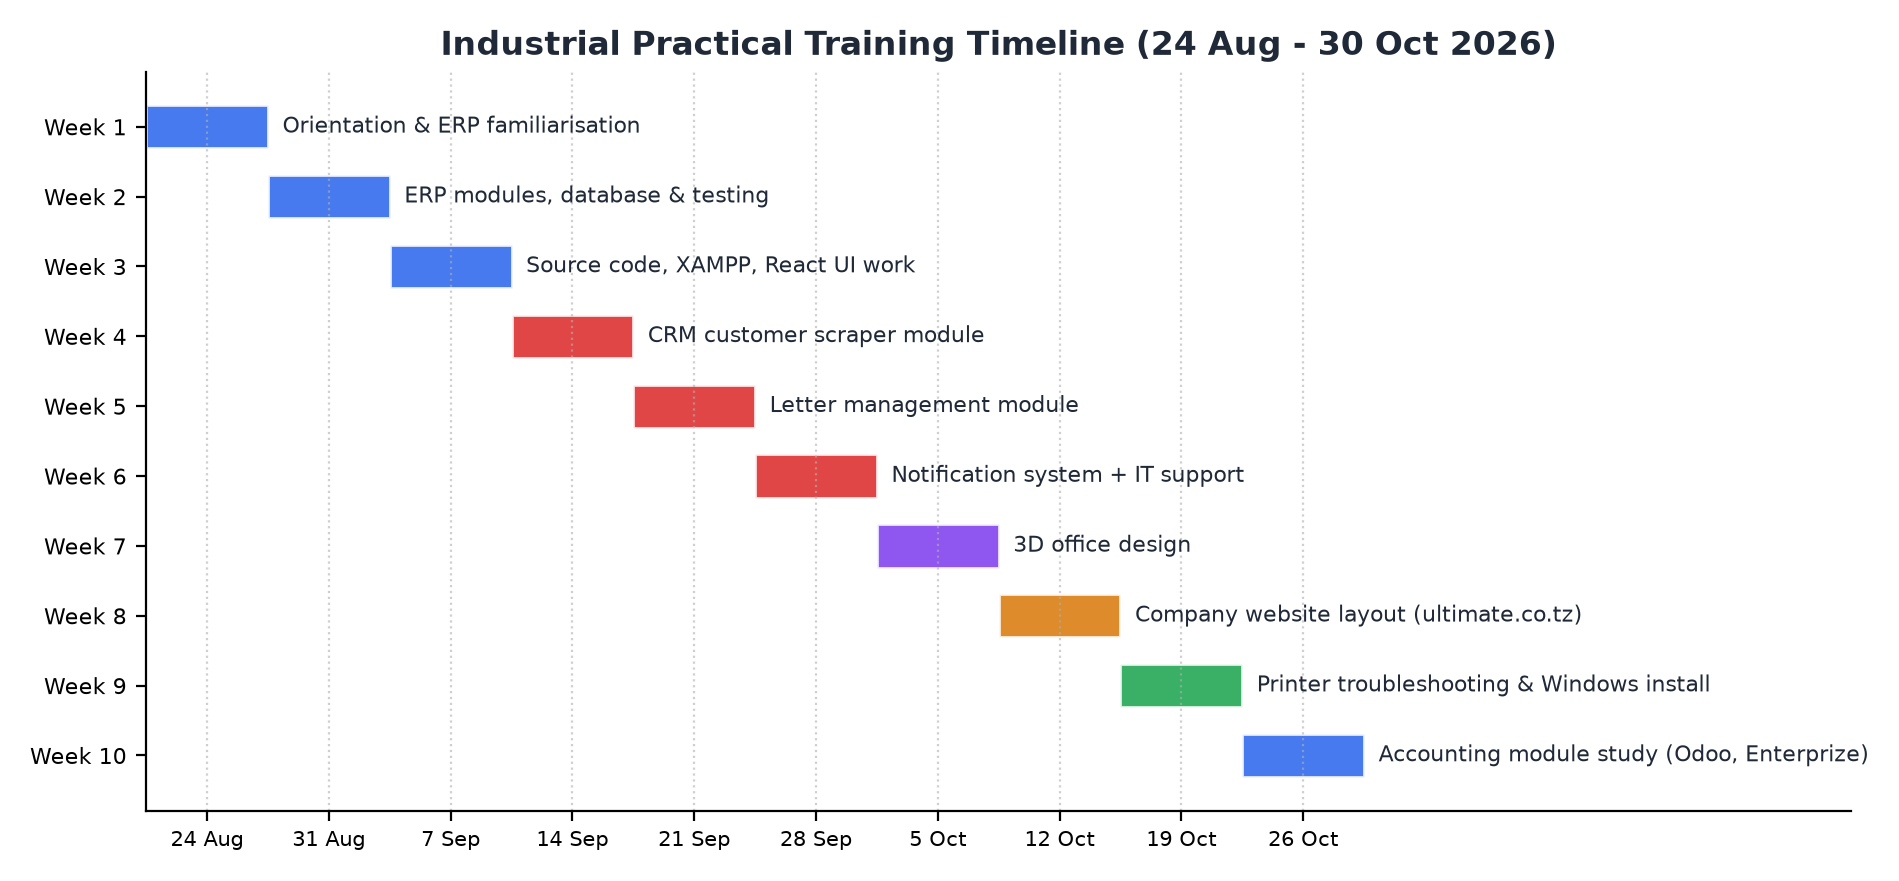 Industrial Practical Training Timeline (24 Aug - 30 Oct 2026)
Week 1 Orientation & ERP familiarisation
Week 2 ERP modules, database & testing
Week 3 Source code, XAMPP, React UI work
Week 4 CRM customer scraper module
Week 5 Letter management module
Week 6 Notification system + IT support
Week 7 3D office design
Week 8 Company website layout (ultimate.co.tz)
Week 9 Printer troubleshooting & Windows install
Week 10 Accounting module study (Odoo, Enterprize)
24 Aug 31 Aug 7 Sep 14 Sep 21 Sep 28 Sep 5 Oct 12 Oct 19 Oct 26 Oct